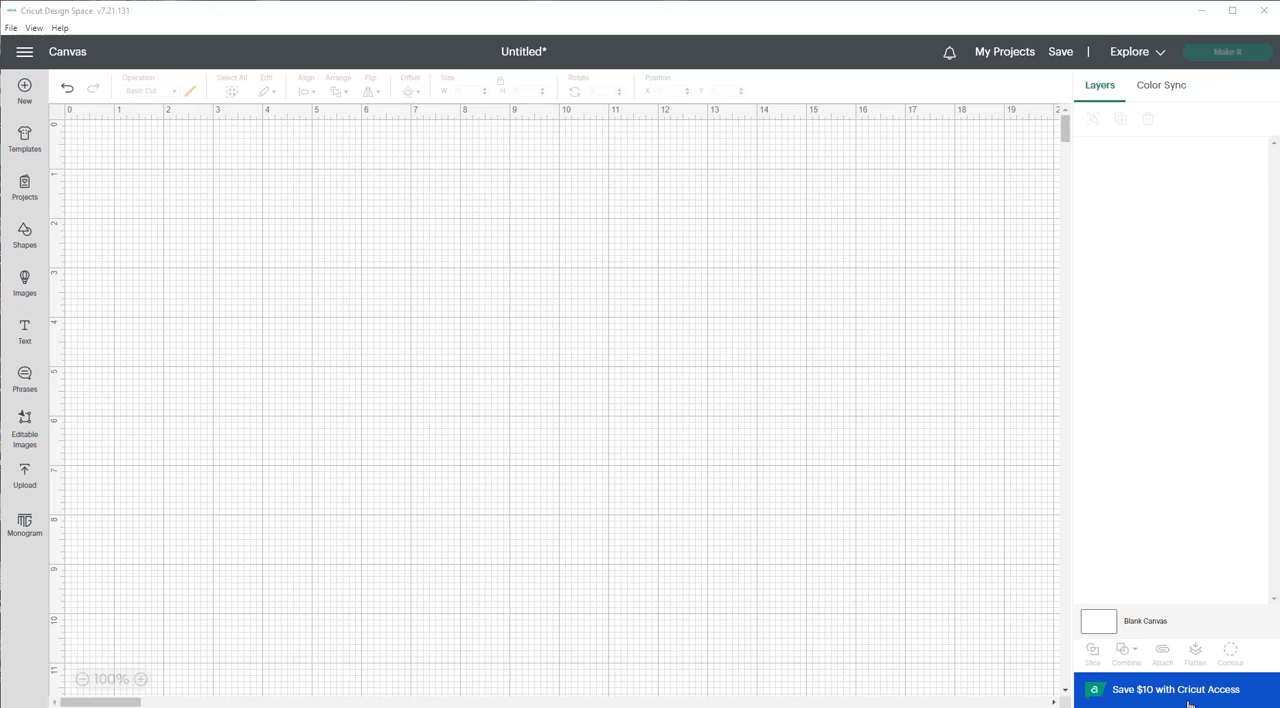 Cricut Design Space v7.21.131
File View Help
Canvas
Untitled*
My Projects Save | Explore Make It
New
Templates
Projects
Shapes
Images
Text
Phrases
Editable
Images
Upload
Monogram
Operation Select All Edit Align Arrange Flip Offset Size Rotate Position
Basic Cut W H X Y
0 1 2 3 4 5 6 7 8 9 10 11 12 13 14 15 16 17 18 19 2
0
1
2
3
4
5
6
7
8
9
10
11
100%
Layers Color Sync
Blank Canvas
Slice Combine Attach Flatten Contour
a Save $10 with Cricut Access